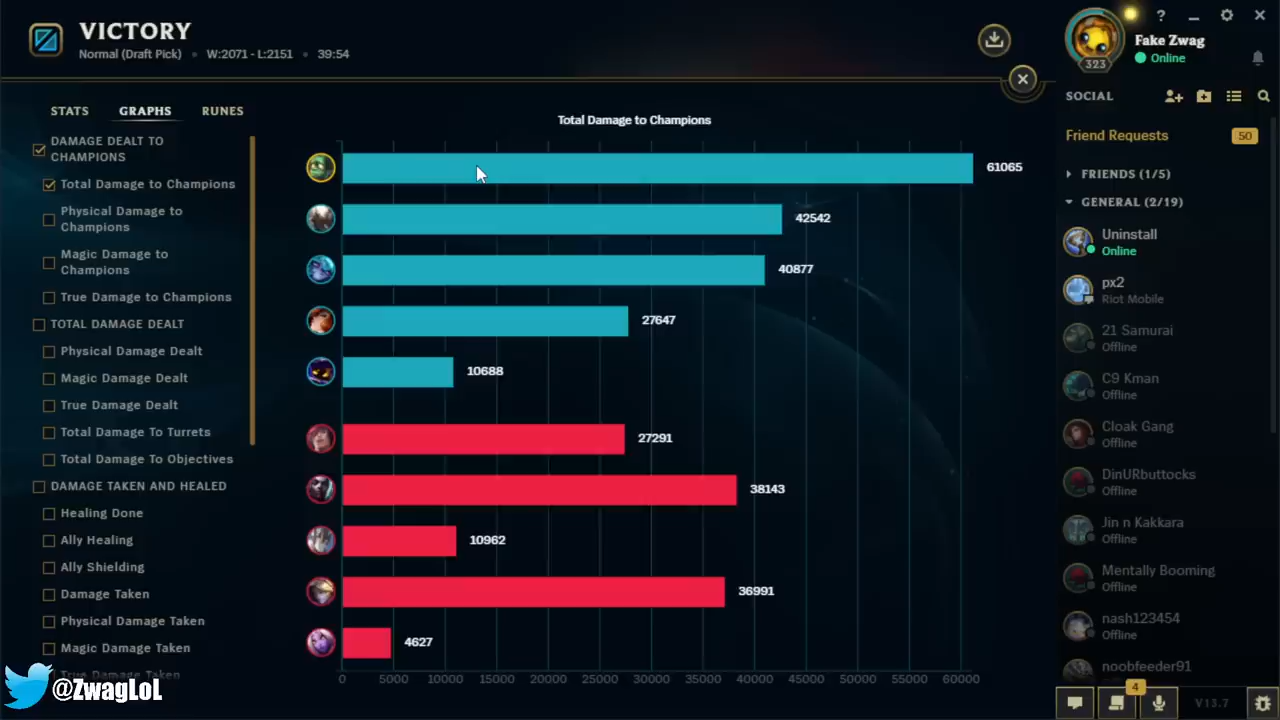 VICTORY
Normal (Draft Pick) • W:2071 - L:2151 • 39:54
?
Fake Zwag
323
Online
STATS
GRAPHS
RUNES
DAMAGE DEALT TO
CHAMPIONS
Total Damage to Champions
Physical Damage to
Champions
Magic Damage to
Champions
True Damage to Champions
TOTAL DAMAGE DEALT
Physical Damage Dealt
Magic Damage Dealt
True Damage Dealt
Total Damage To Turrets
Total Damage To Objectives
DAMAGE TAKEN AND HEALED
Healing Done
Ally Healing
Ally Shielding
Damage Taken
Physical Damage Taken
Magic Damage Taken
True Damage Taken
@ZwagLoL
Total Damage to Champions
61065
42542
40877
27647
10688
27291
38143
10962
36991
4627
0 5000 10000 15000 20000 25000 30000 35000 40000 45000 50000 55000 60000
SOCIAL
Friend Requests
50
FRIENDS (1/5)
GENERAL (2/19)
Uninstall
Online
px2
Riot Mobile
21 Samurai
Offline
C9 Kman
Offline
Cloak Gang
Offline
DinURbuttocks
Offline
Jin n Kakkara
Offline
Mentally Booming
Offline
nash123454
Offline
noobfeeder91
4
V13.7